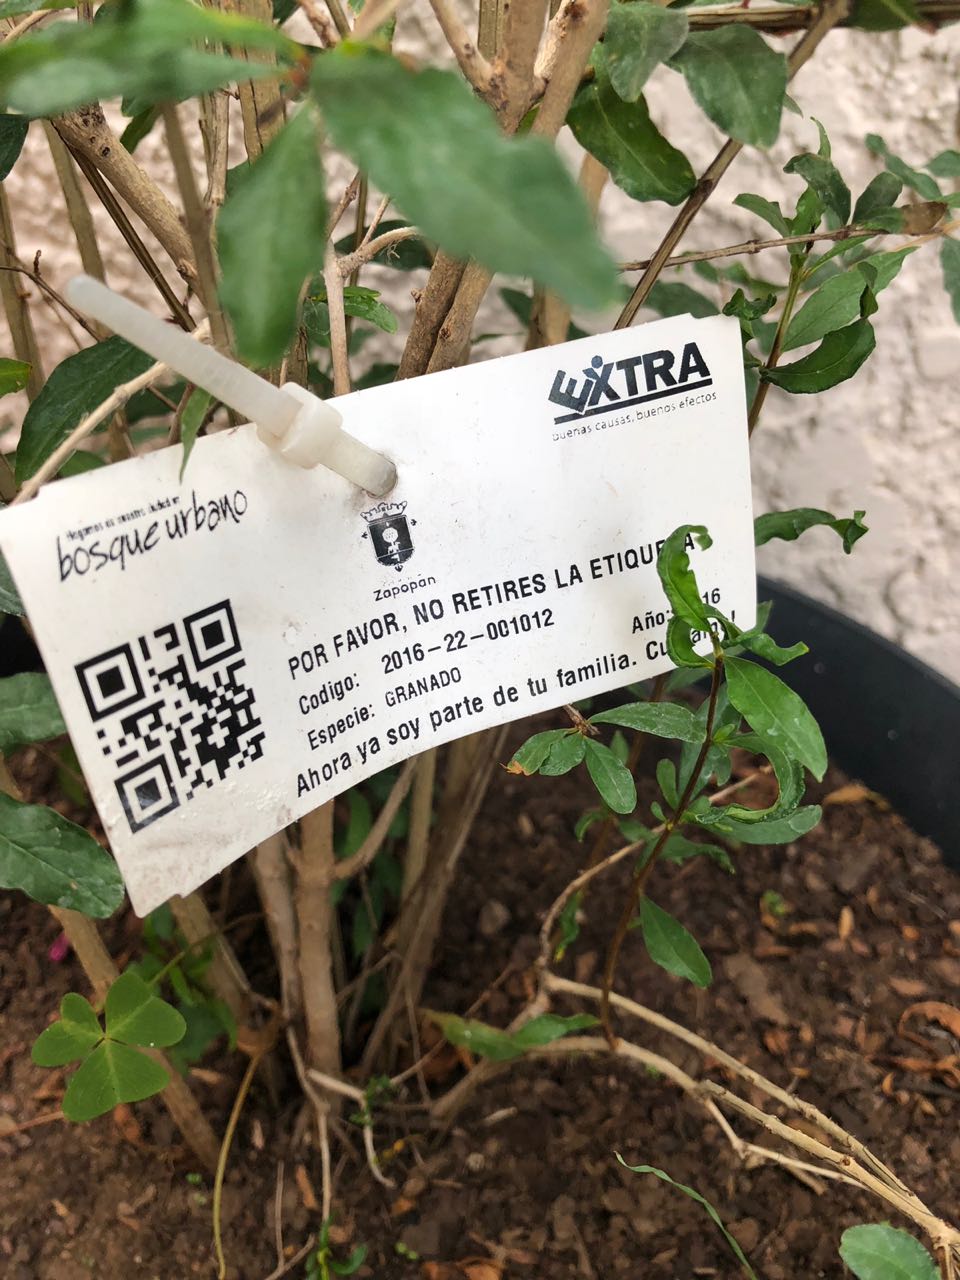 EXTRA
buenas causas, buenos efectos
bosque urbano
Zapopan
POR FAVOR, NO RETIRES LA
Codigo: 2016-22-001012
Año:
Especie: GRANADO
Ahora ya soy parte de tu familia.